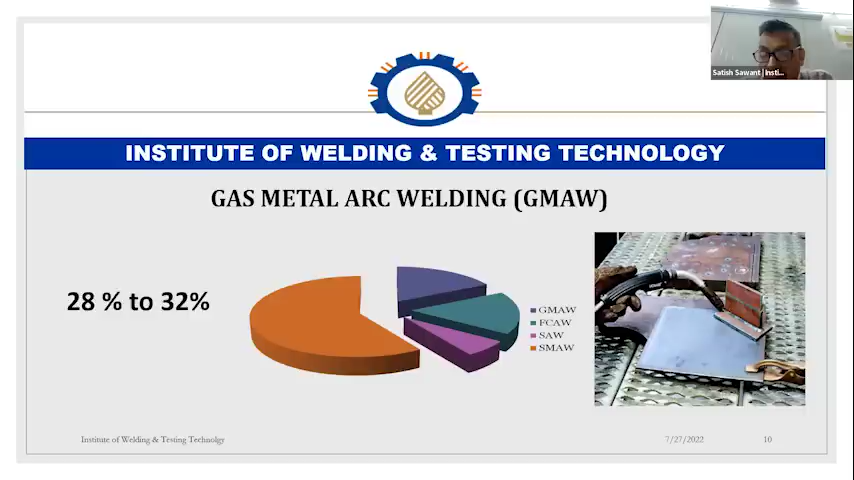 Satish Sawant | Insti...
INSTITUTE OF WELDING & TESTING TECHNOLOGY
GAS METAL ARC WELDING (GMAW)
28 % to 32%
GMAW
FCAW
SAW
SMAW
Institute of Welding & Testing Technolgy
7/27/2022
10